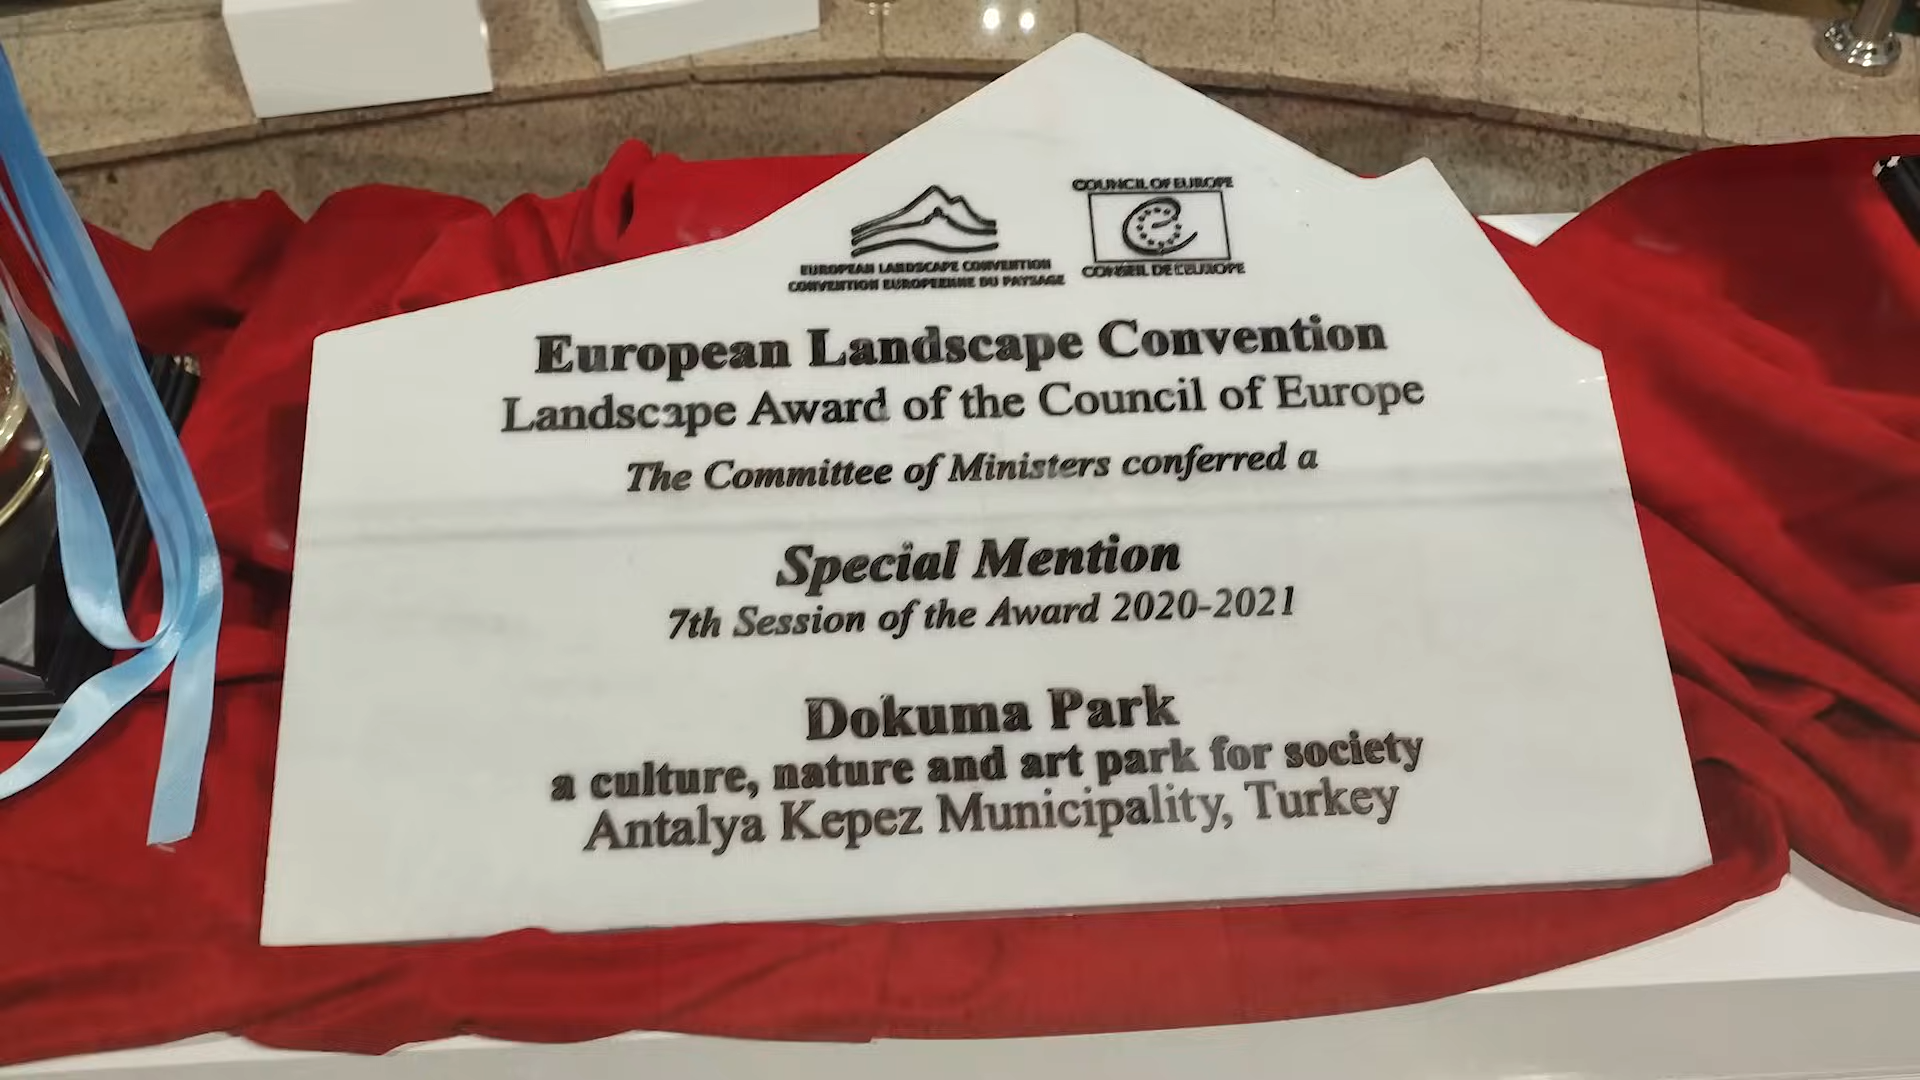 COUNCIL OF EUROPE
EUROPEAN LANDSCAPE CONVENTION
CONVENTION EUROPEENNE DU PAYSAGE
CONSEIL DE L'EUROPE
European Landscape Convention
Landscape Award of the Council of Europe
The Committee of Ministers conferred a
Special Mention
7th Session of the Award 2020-2021
Dokuma Park
a culture, nature and art park for society
Antalya Kepez Municipality, Turkey